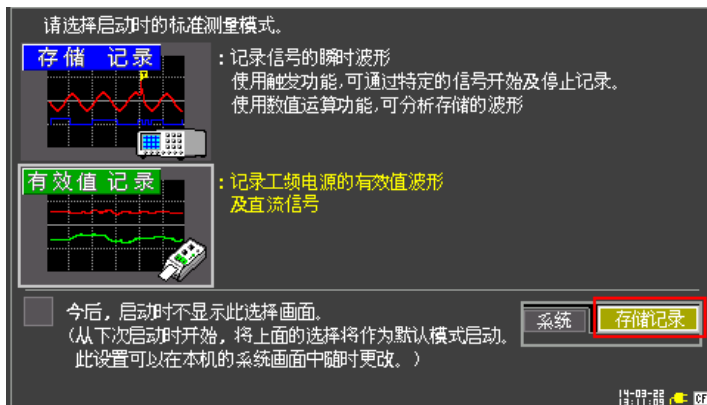 请选择启动时的标准测量模式。
存储 记录
:记录信号的瞬时波形
使用触发功能,可通过特定的信号开始及停止记录。
使用数值运算功能,可分析存储的波形
有效值 记录
:记录工频电源的有效值波形
及直流信号
今后，启动时不显示此选择画面。
(从下次启动时开始，将上面的选择将作为默认模式启动。
此设置可以在本机的系统画面中随时更改。)
系统
存储记录
14-03-22
13:11:09
CF